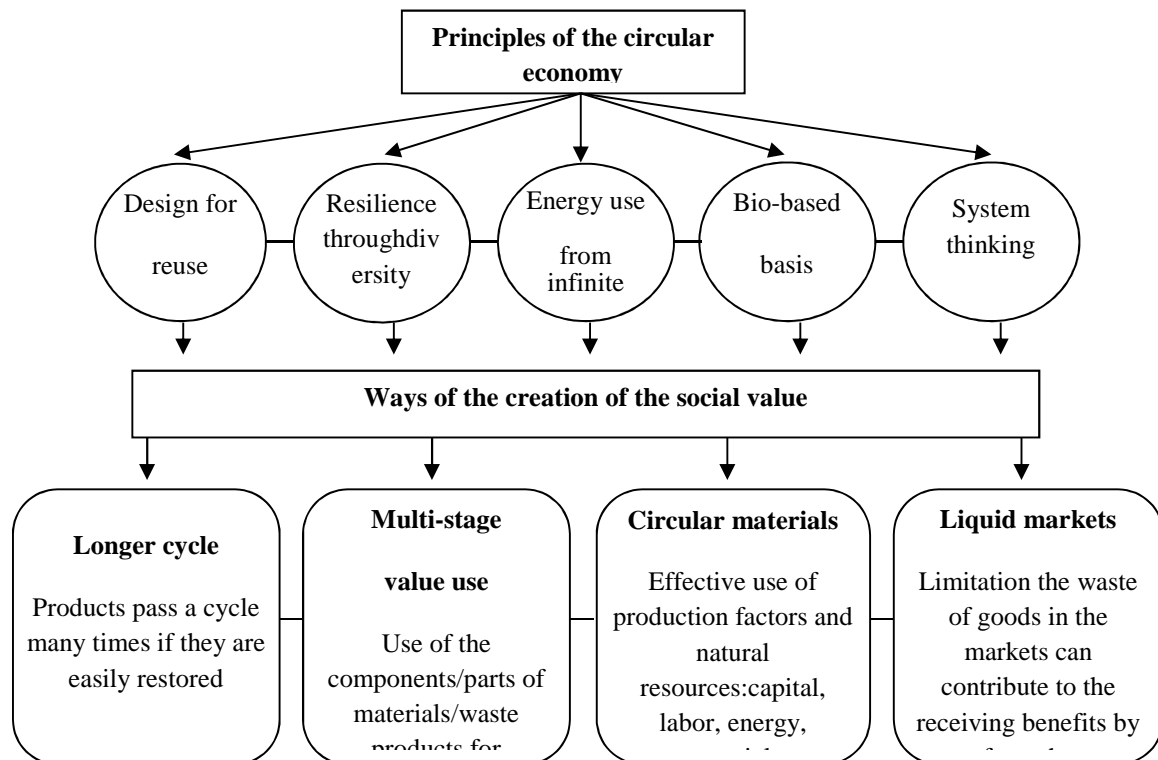 Principles of the circular
economy
Design for
reuse
Resilience
throughdiv
ersity
Energy use
from
infinite
Bio-based
basis
System
thinking
Ways of the creation of the social value
Longer cycle
Products pass a cycle
many times if they are
easily restored
Multi-stage
value use
Use of the
components/parts of
materials/waste
products for
Circular materials
Effective use of
production factors and
natural
resources:capital,
labor, energy,
Liquid markets
Limitation the waste
of goods in the
markets can
contribute to the
receiving benefits by